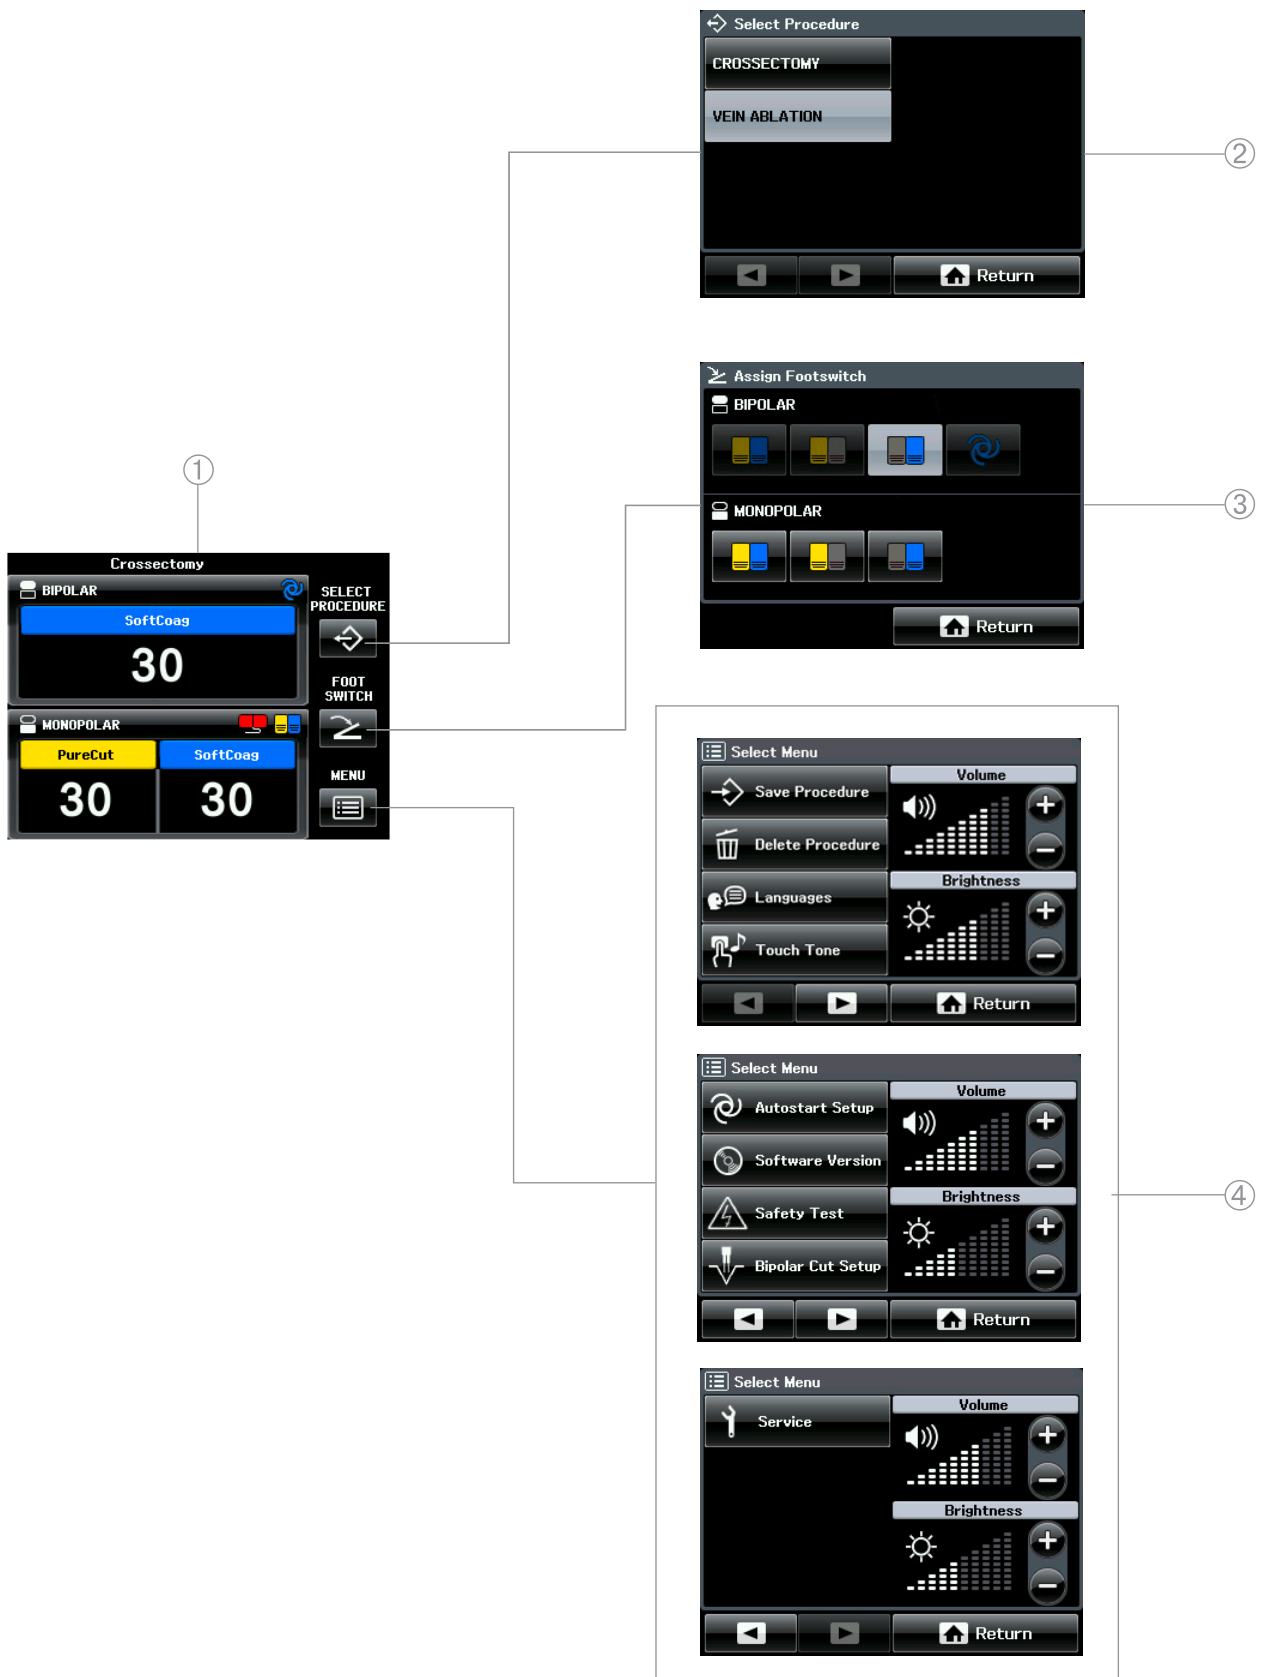 Select Procedure
CROSSECTOMY
VEIN ABLATION
Return
②
Assign Footswitch
BIPOLAR
MONOPOLAR
Return
③
①
Crossectomy
BIPOLAR
SoftCoag
30
MONOPOLAR
PureCut SoftCoag
30 30
SELECT
PROCEDURE
FOOT
SWITCH
MENU
Select Menu
Save Procedure
Delete Procedure
Languages
Touch Tone
Volume
Brightness
Return
Select Menu
Autostart Setup
Software Version
Safety Test
Bipolar Cut Setup
Volume
Brightness
Return
④
Select Menu
Service
Volume
Brightness
Return